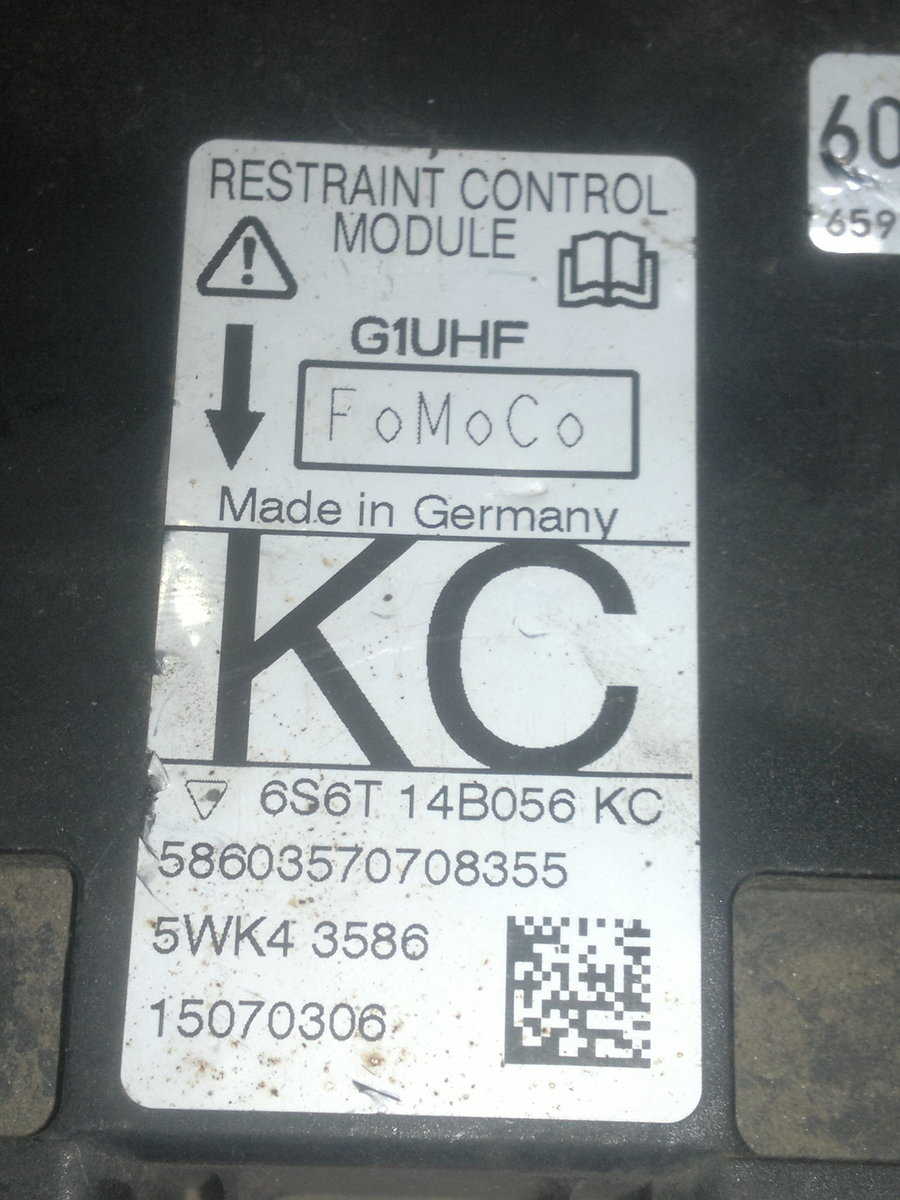 RESTRAINT CONTROL
MODULE
G1UHF
FoMoCo
Made in Germany
KC
6S6T 14B056 KC
58603570708355
5WK4 3586
15070306
60
659